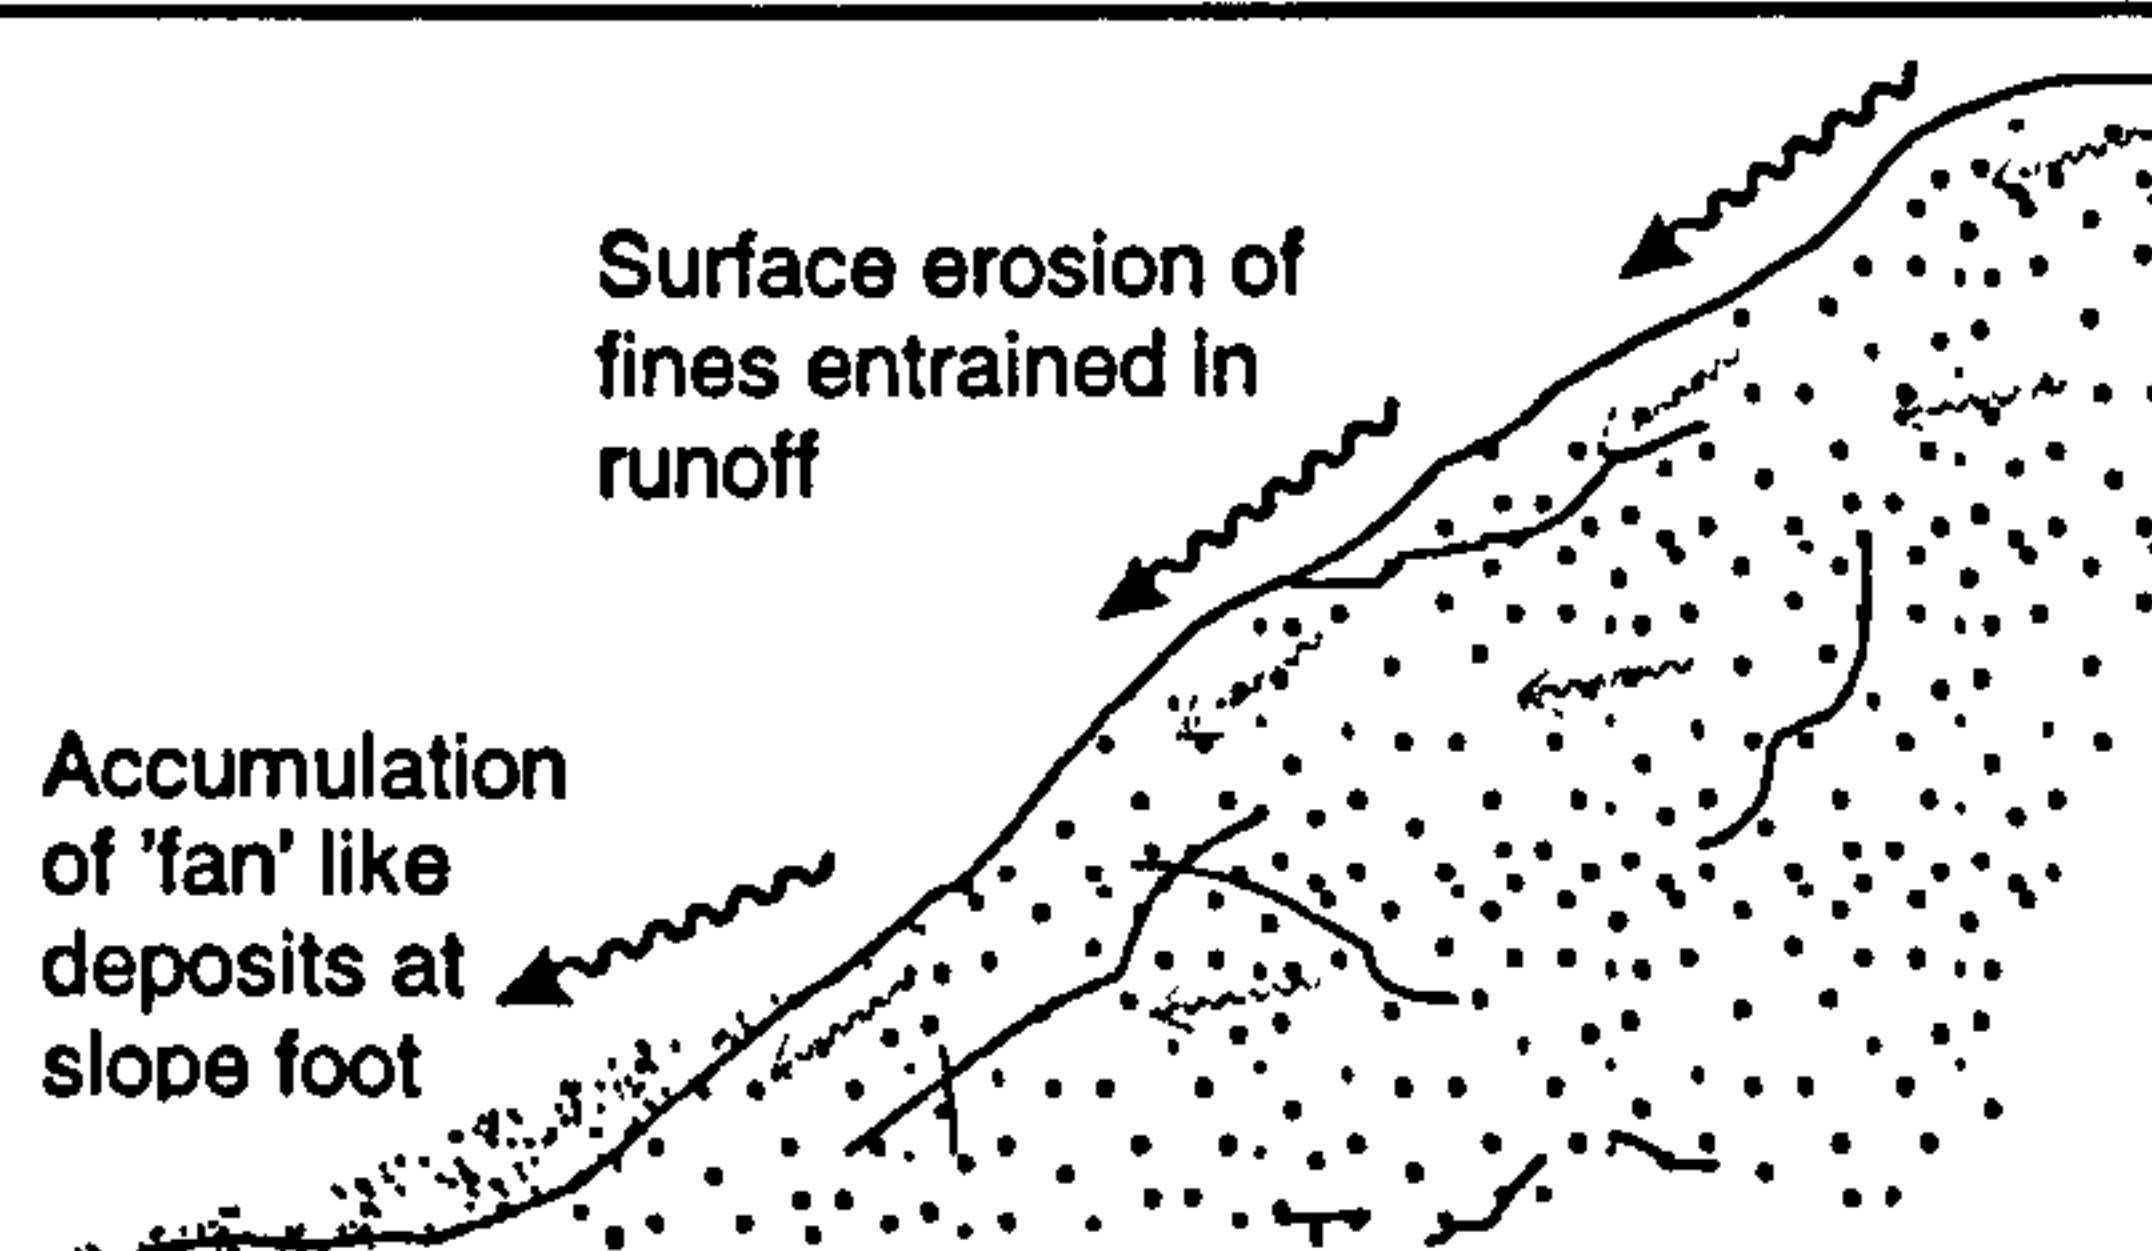 Surface erosion of
fines entrained in
runoff
Accumulation
of 'fan' like
deposits at
slope foot